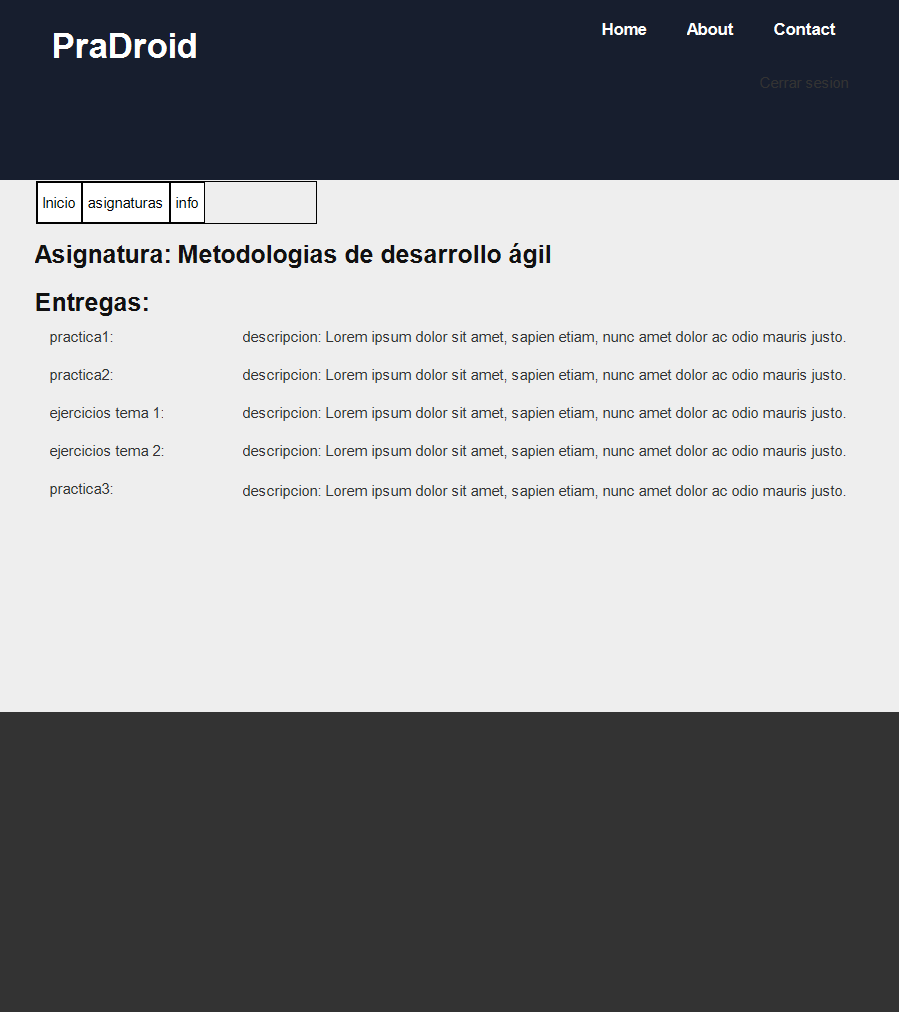 PraDroid
Home About Contact
Cerrar sesion
Inicio asignaturas info
Asignatura: Metodologias de desarrollo ágil
Entregas:
practica1: descripcion: Lorem ipsum dolor sit amet, sapien etiam, nunc amet dolor ac odio mauris justo.
practica2: descripcion: Lorem ipsum dolor sit amet, sapien etiam, nunc amet dolor ac odio mauris justo.
ejercicios tema 1: descripcion: Lorem ipsum dolor sit amet, sapien etiam, nunc amet dolor ac odio mauris justo.
ejercicios tema 2: descripcion: Lorem ipsum dolor sit amet, sapien etiam, nunc amet dolor ac odio mauris justo.
practica3: descripcion: Lorem ipsum dolor sit amet, sapien etiam, nunc amet dolor ac odio mauris justo.